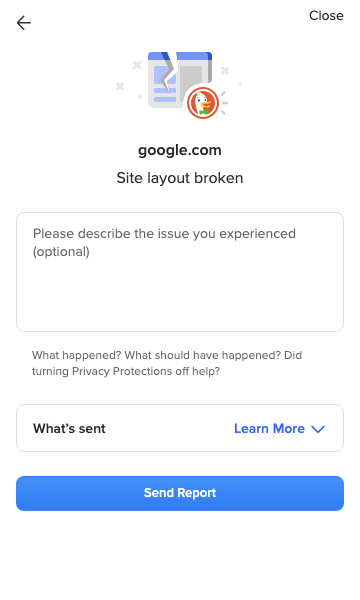 Close
google.com
Site layout broken
Please describe the issue you experienced
(optional)
What happened? What should have happened? Did
turning Privacy Protections off help?
What's sent
Learn More
Send Report